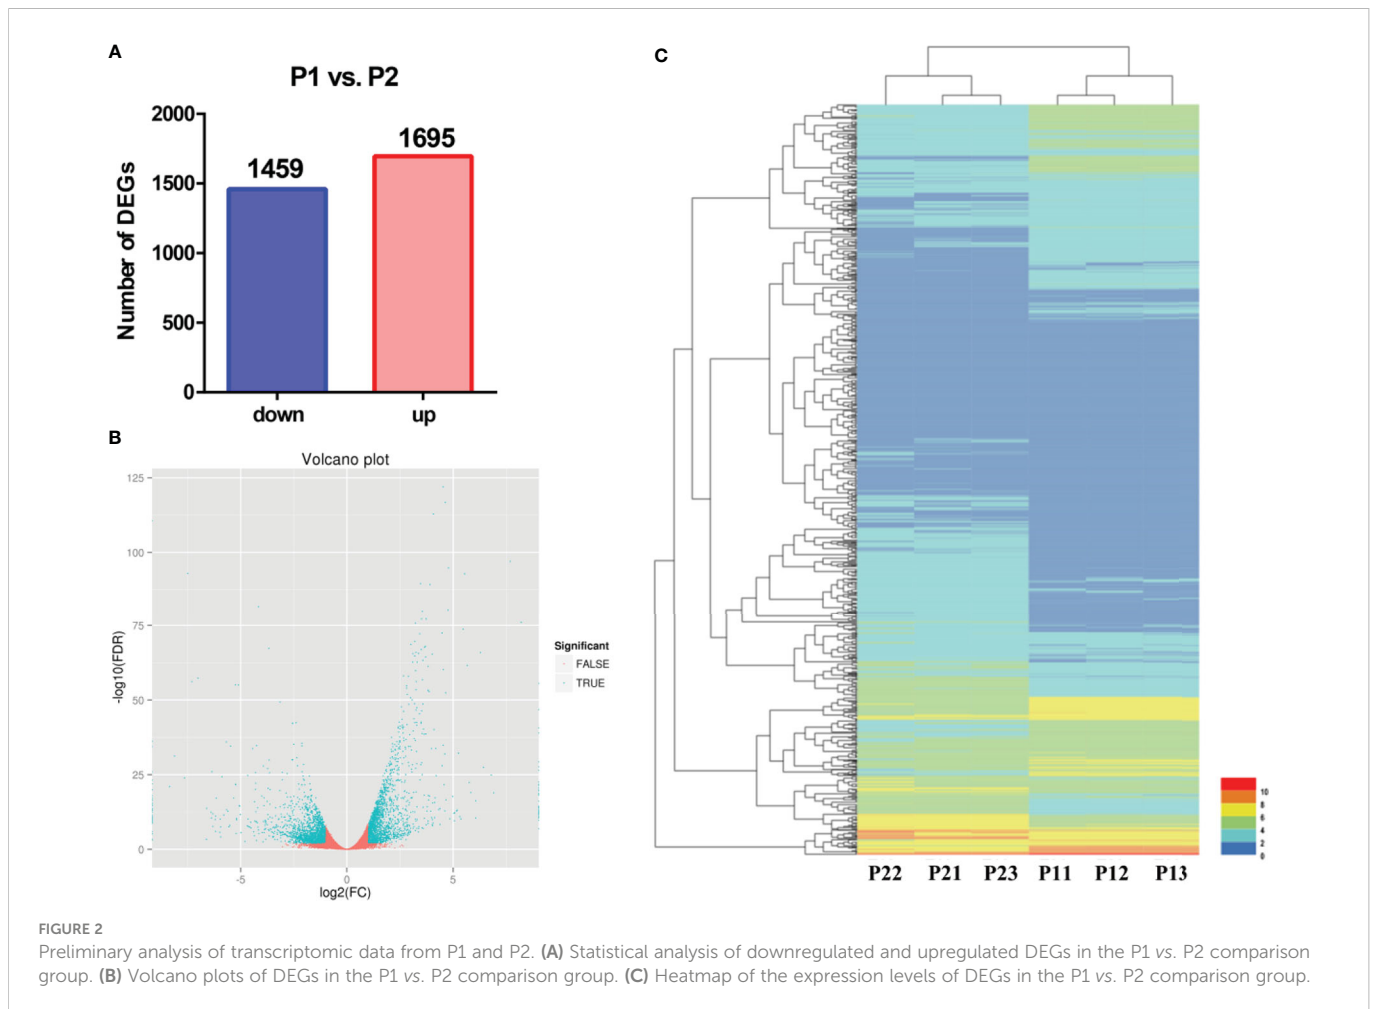 A
P1 vs. P2
Number of DEGs
2000
1500
1000
500
0
1459
1695
down
up
B
Volcano plot
-log10(FDR)
125
100
75
50
25
0
-5
0
5
log2(FC)
Significant
FALSE
TRUE
C
P22 P21 P23 P11 P12 P13
10
8
6
4
2
0
FIGURE 2
Preliminary analysis of transcriptomic data from P1 and P2. (A) Statistical analysis of downregulated and upregulated DEGs in the P1 vs. P2 comparison
group. (B) Volcano plots of DEGs in the P1 vs. P2 comparison group. (C) Heatmap of the expression levels of DEGs in the P1 vs. P2 comparison group.